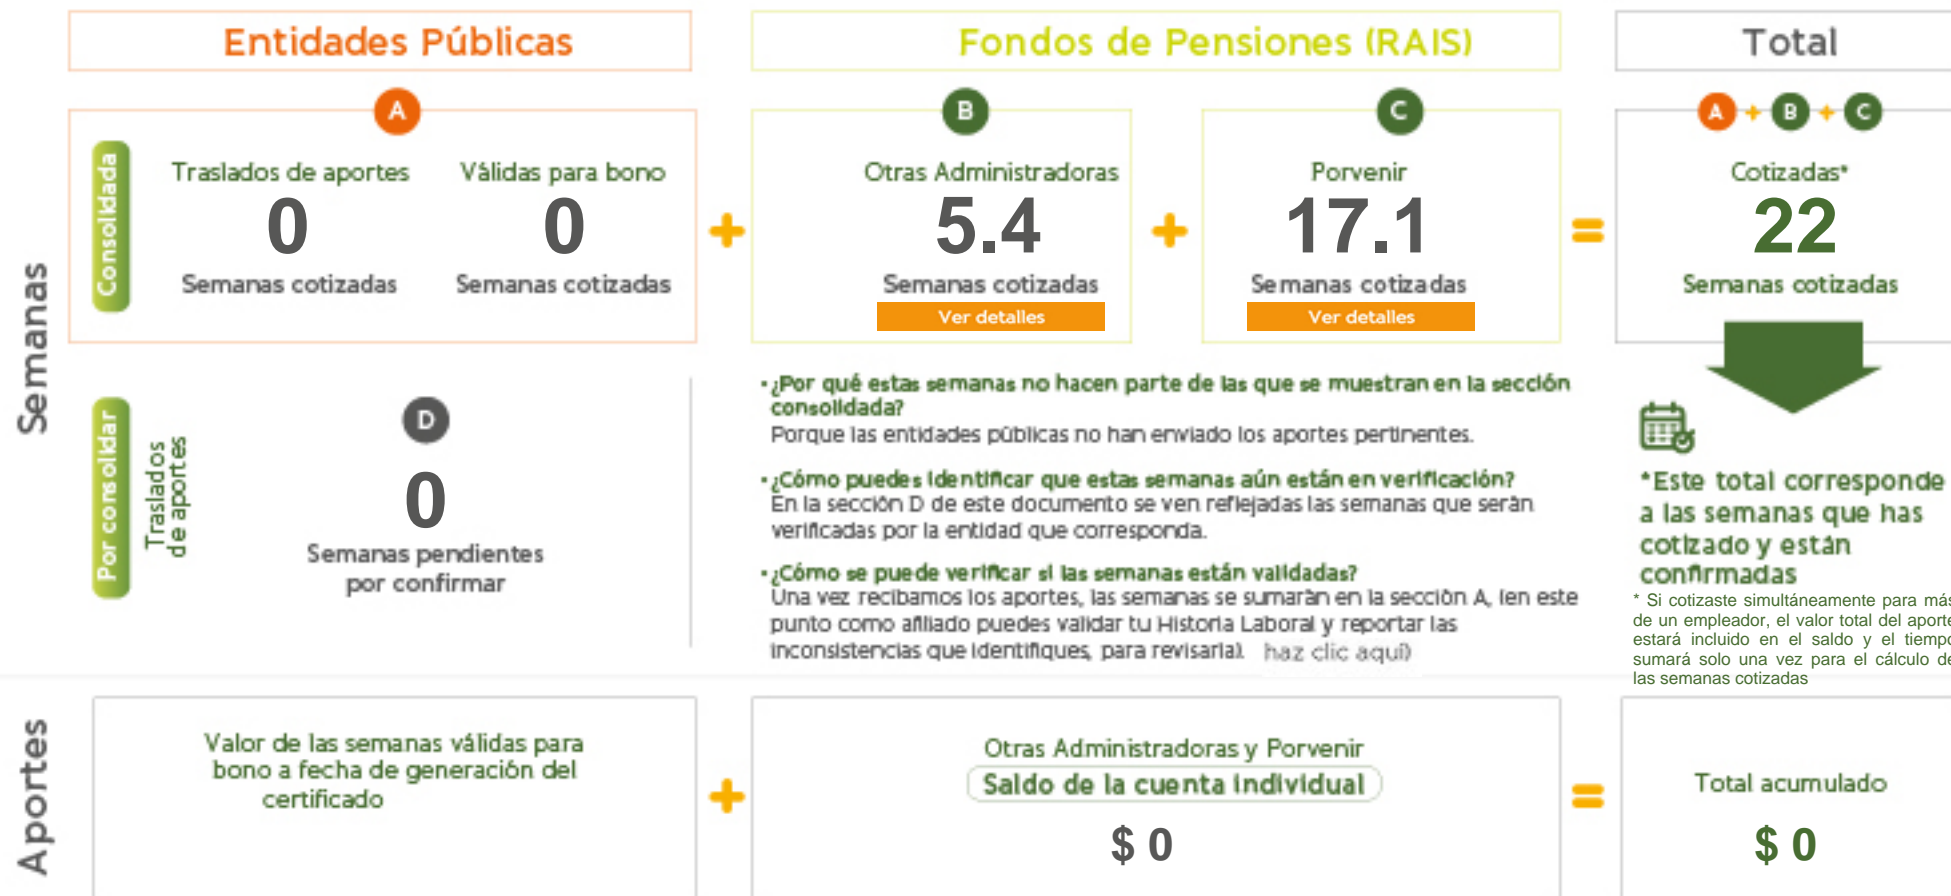 Entidades Públicas
Fondos de Pensiones (RAIS)
Total
Semanas
Consolidada
A
Traslados de aportes
0
Semanas cotizadas
Válidas para bono
0
Semanas cotizadas
+
B
Otras Administradoras
5.4
Semanas cotizadas
Ver detalles
+
C
Porvenir
17.1
Semanas cotizadas
Ver detalles
=
A + B + C
Cotizadas*
22
Semanas cotizadas
Por consolidar
Traslados
de aportes
D
0
Semanas pendientes
por confirmar
• ¿Por qué estas semanas no hacen parte de las que se muestran en la sección
consolidada?
Porque las entidades públicas no han enviado los aportes pertinentes.
• ¿Cómo puedes identificar que estas semanas aún están en verificación?
En la sección D de este documento se ven reflejadas las semanas que serán
verificadas por la entidad que corresponda.
• ¿Cómo se puede verificar si las semanas están validadas?
Una vez recibamos los aportes, las semanas se sumarán en la sección A, (en este
punto como afiliado puedes validar tu Historia Laboral y reportar las
inconsistencias que identifiques, para revisarla). haz clic aquí)
*Este total corresponde
a las semanas que has
cotizado y están
confirmadas
* Si cotizaste simultáneamente para más
de un empleador, el valor total del aporte
estará incluido en el saldo y el tiempo
sumará solo una vez para el cálculo de
las semanas cotizadas
Aportes
Valor de las semanas válidas para
bono a fecha de generación del
certificado
+
Otras Administradoras y Porvenir
Saldo de la cuenta individual
$ 0
=
Total acumulado
$ 0